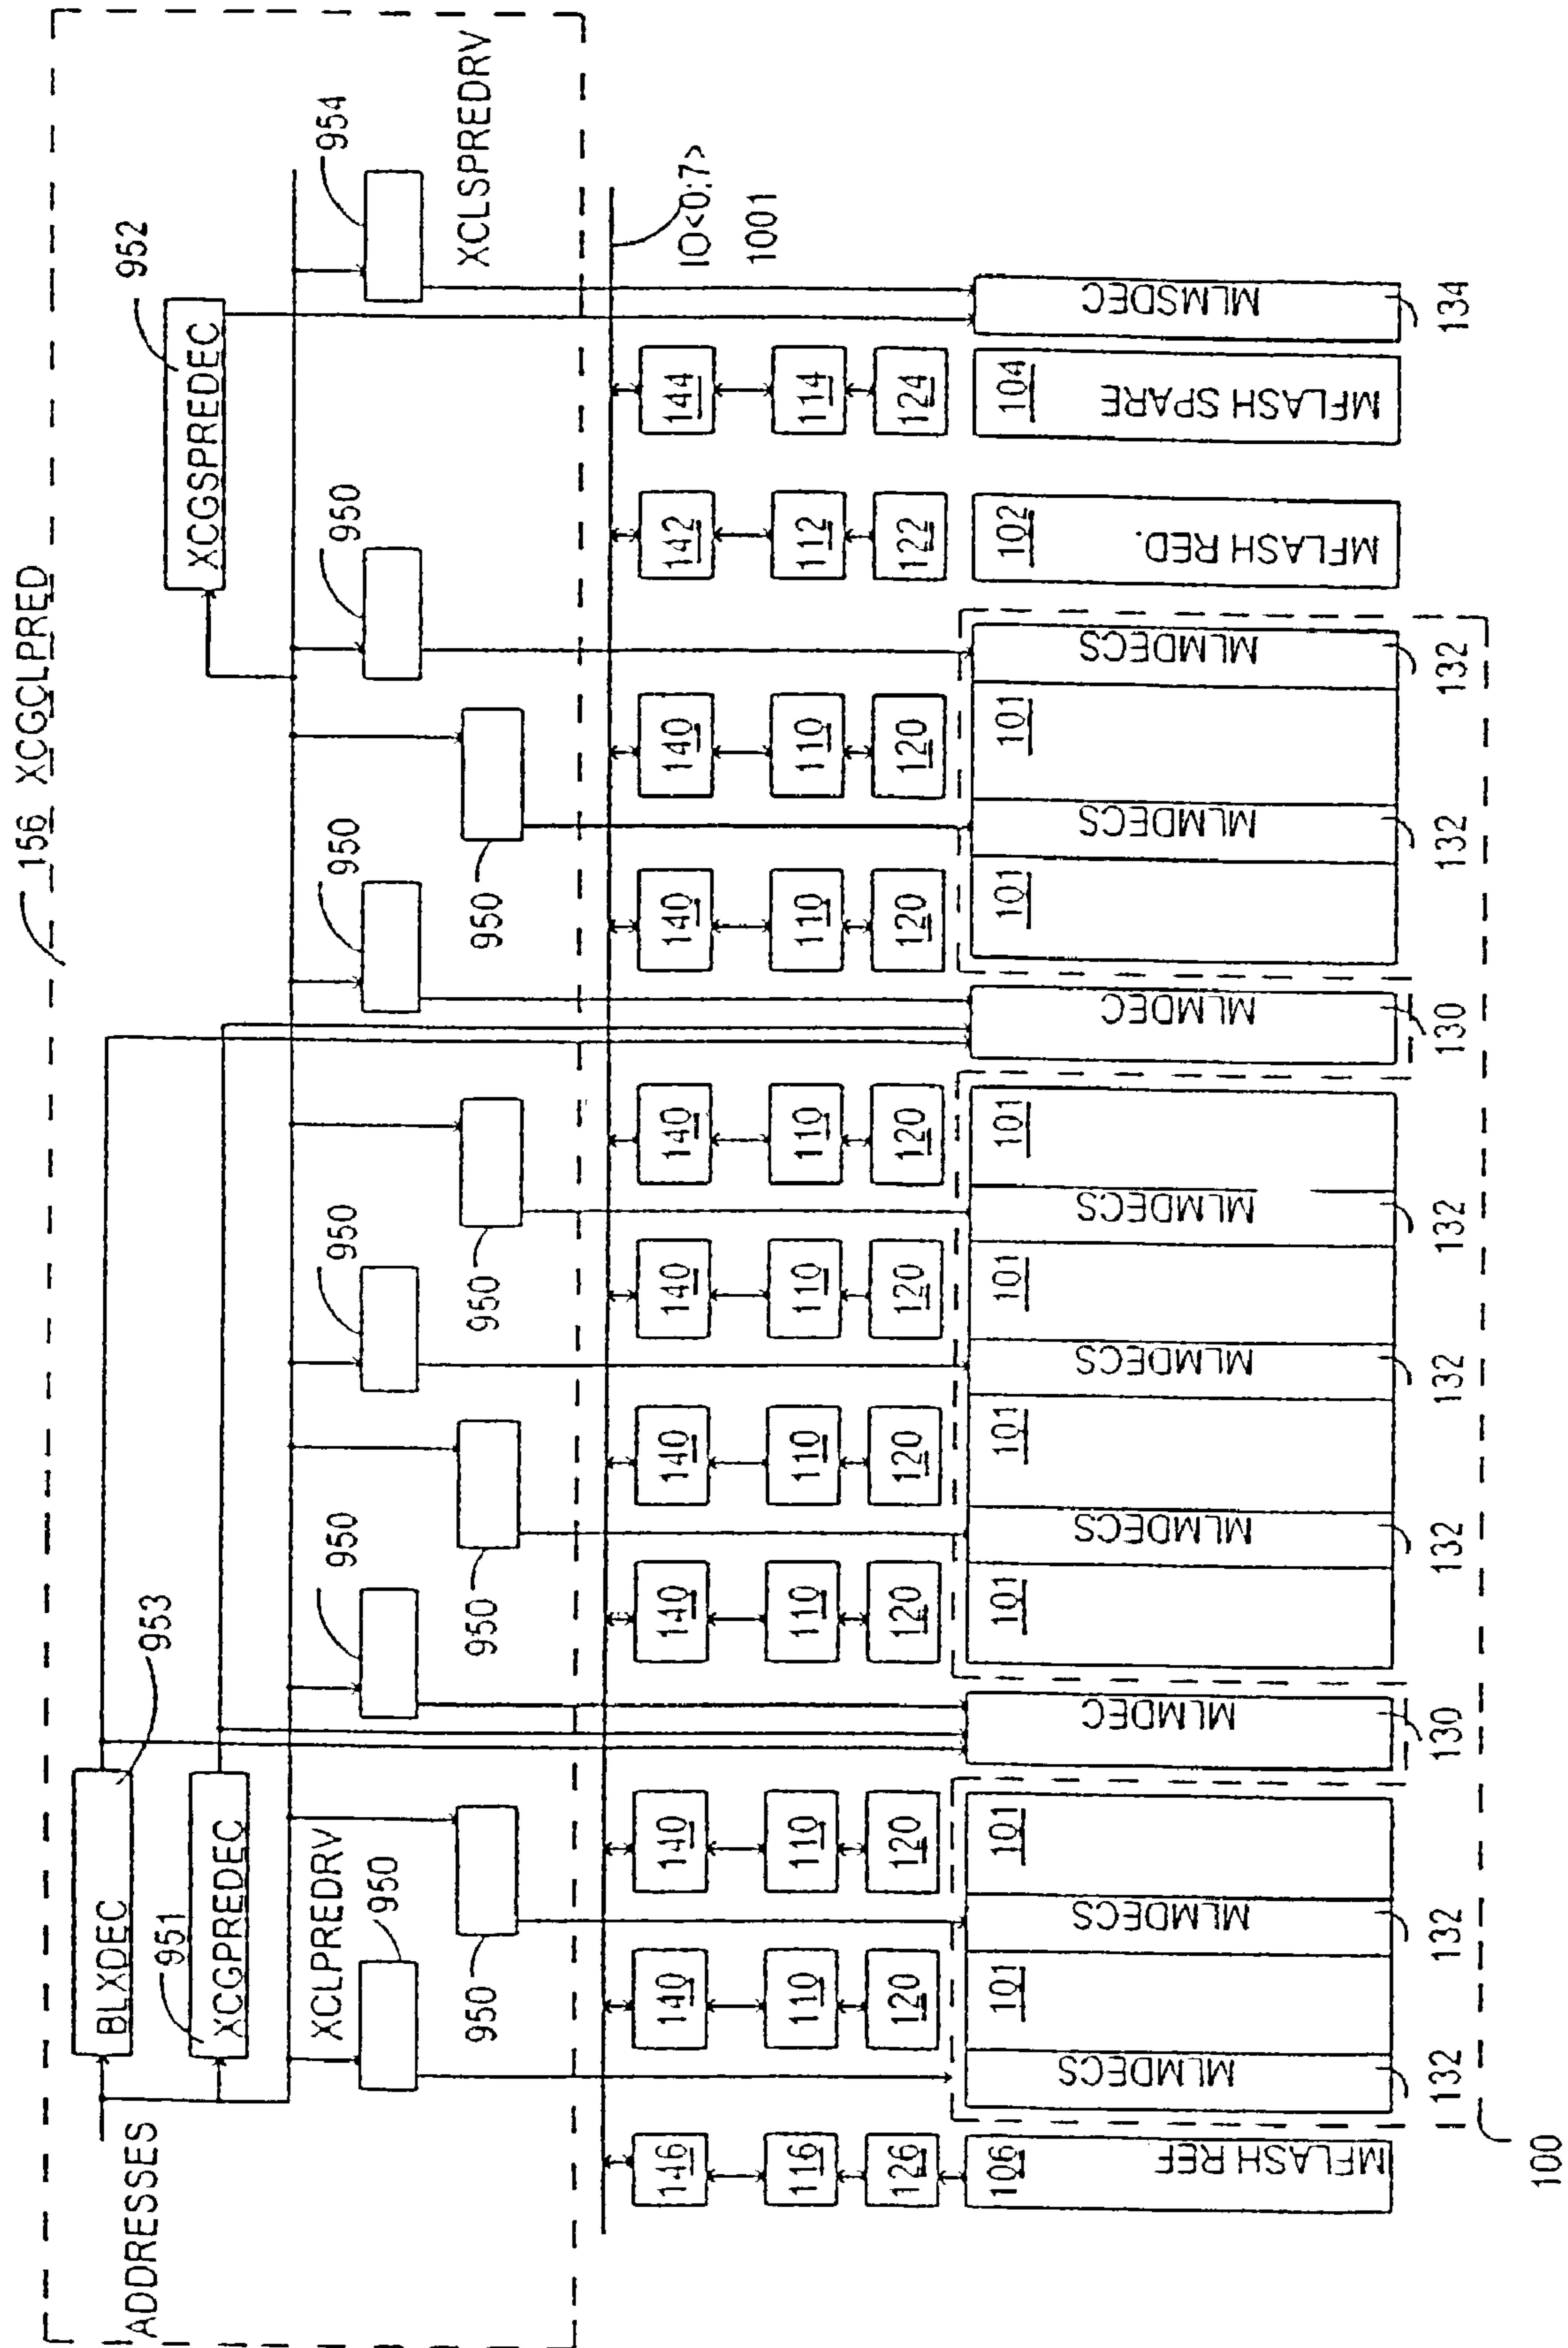 156 XCGCLPRED
ADDRESSES
BLXDEC
953
952
951
XCGPREDEC
XCGSPREDEC
XCLPREDRV
950
950
950
950
950
954
950
950
950
950
XCLSPREDRV
IO<0:7>
1001
146 140 140 140 140 140 140 140 140 142 144
116 110 110 110 110 110 110 110 110 112 114
126 120 120 120 120 120 120 120 120 122 124
106 101 101 101 101 101 101 101 101 102 104
MFLASH REF
MLMDECS
MLMDECS
MLMDEC
MLMDECS
MLMDECS
MLMDECS
MLMDEC
MLMDECS
MLMDECS
MFLASH RED.
MFLASH SPARE
MLMSDEC
132 132 130 132 132 132 130 132 132 134
100